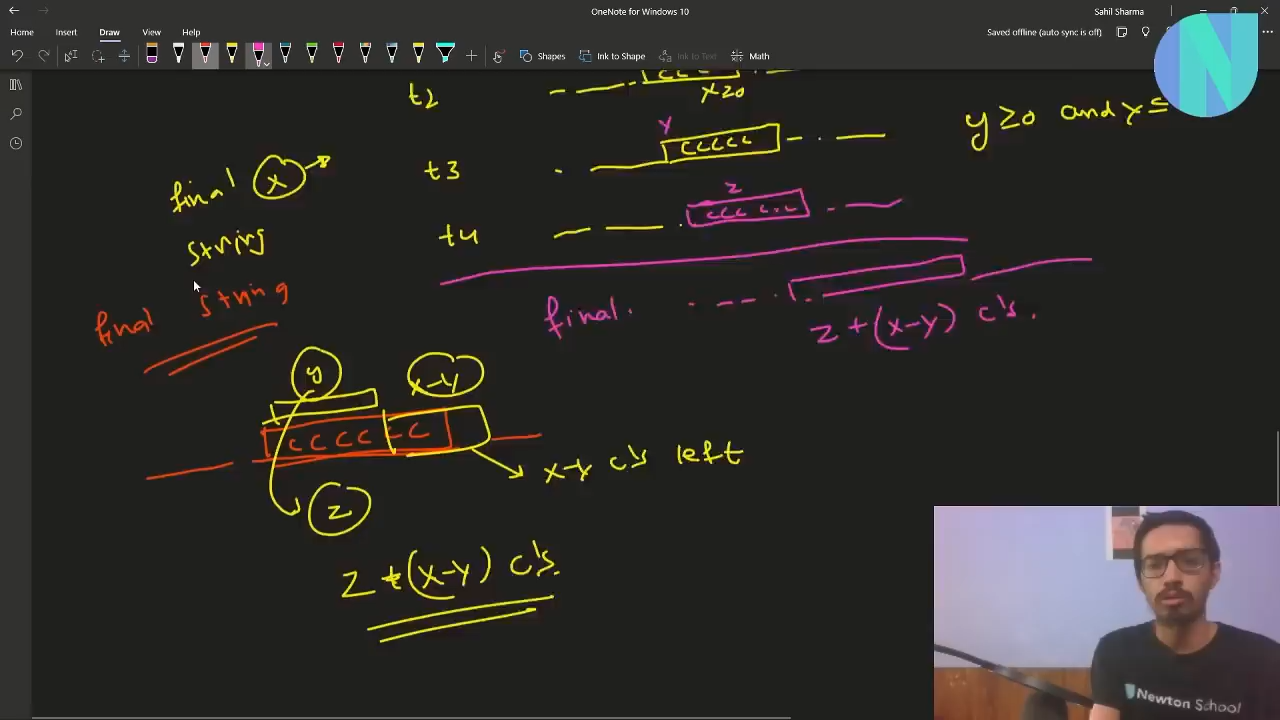 OneNote for Windows 10
Sahil Sharma
Home Insert Draw View Help
Saved offline (auto sync is off)
Shapes Ink to Shape Ink to Text Math
t2
x≥0
y≥0 and x≤
y
t3 ccccc
final x
z
string
t4
final string
final.
z+(x-y) c's.
y x-y
cccc cc
x-y c's left
z
z+(x-y) c's.
Newton School